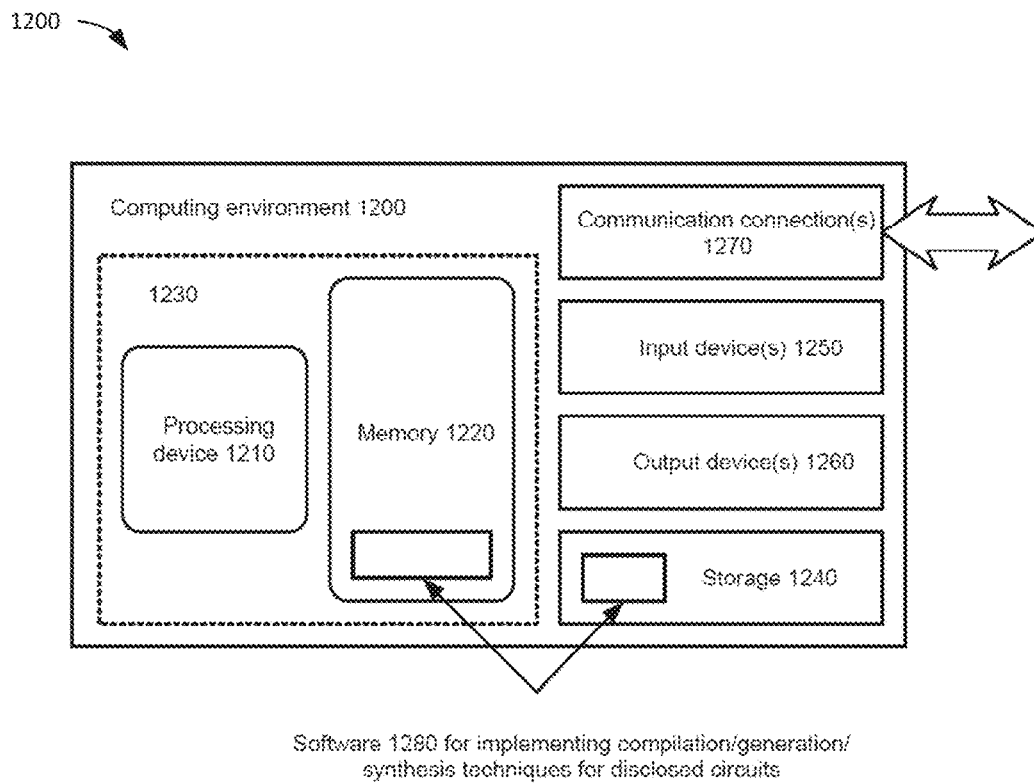 1200
Computing environment 1200
Communication connection(s)
1270
1230
Input device(s) 1250
Processing
device 1210
Memory 1220
Output device(s) 1260
Storage 1240
Software 1280 for implementing compilation/generation/
synthesis techniques for disclosed circuits